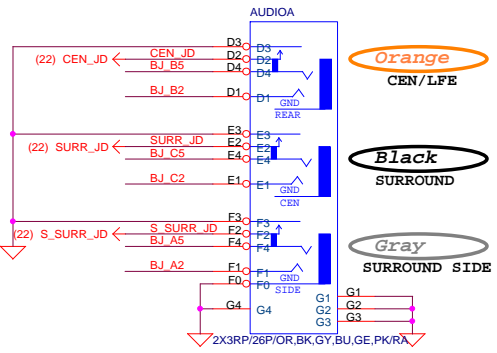 AUDIOA
D3 D3
(22) CEN_JD CEN_JD D2 D2
BJ_B5 D4 D4
BJ_B2 D1 D1
GND
REAR
Orange
CEN/LFE
E3 E3
(22) SURR_JD SURR_JD E2 E2
BJ_C5 E4 E4
BJ_C2 E1 E1
GND
CEN
Black
SURROUND
F3 F3
(22) S_SURR_JD S_SURR_JD F2 F2
BJ_A5 F4 F4
BJ_A2 F1 F1
GND
F0 F0
SIDE
Gray
SURROUND SIDE
G4 G4
G1 G1
G2 G2
G3 G3
2X3RP/26P/OR,BK,GY,BU,GE,PK/RA